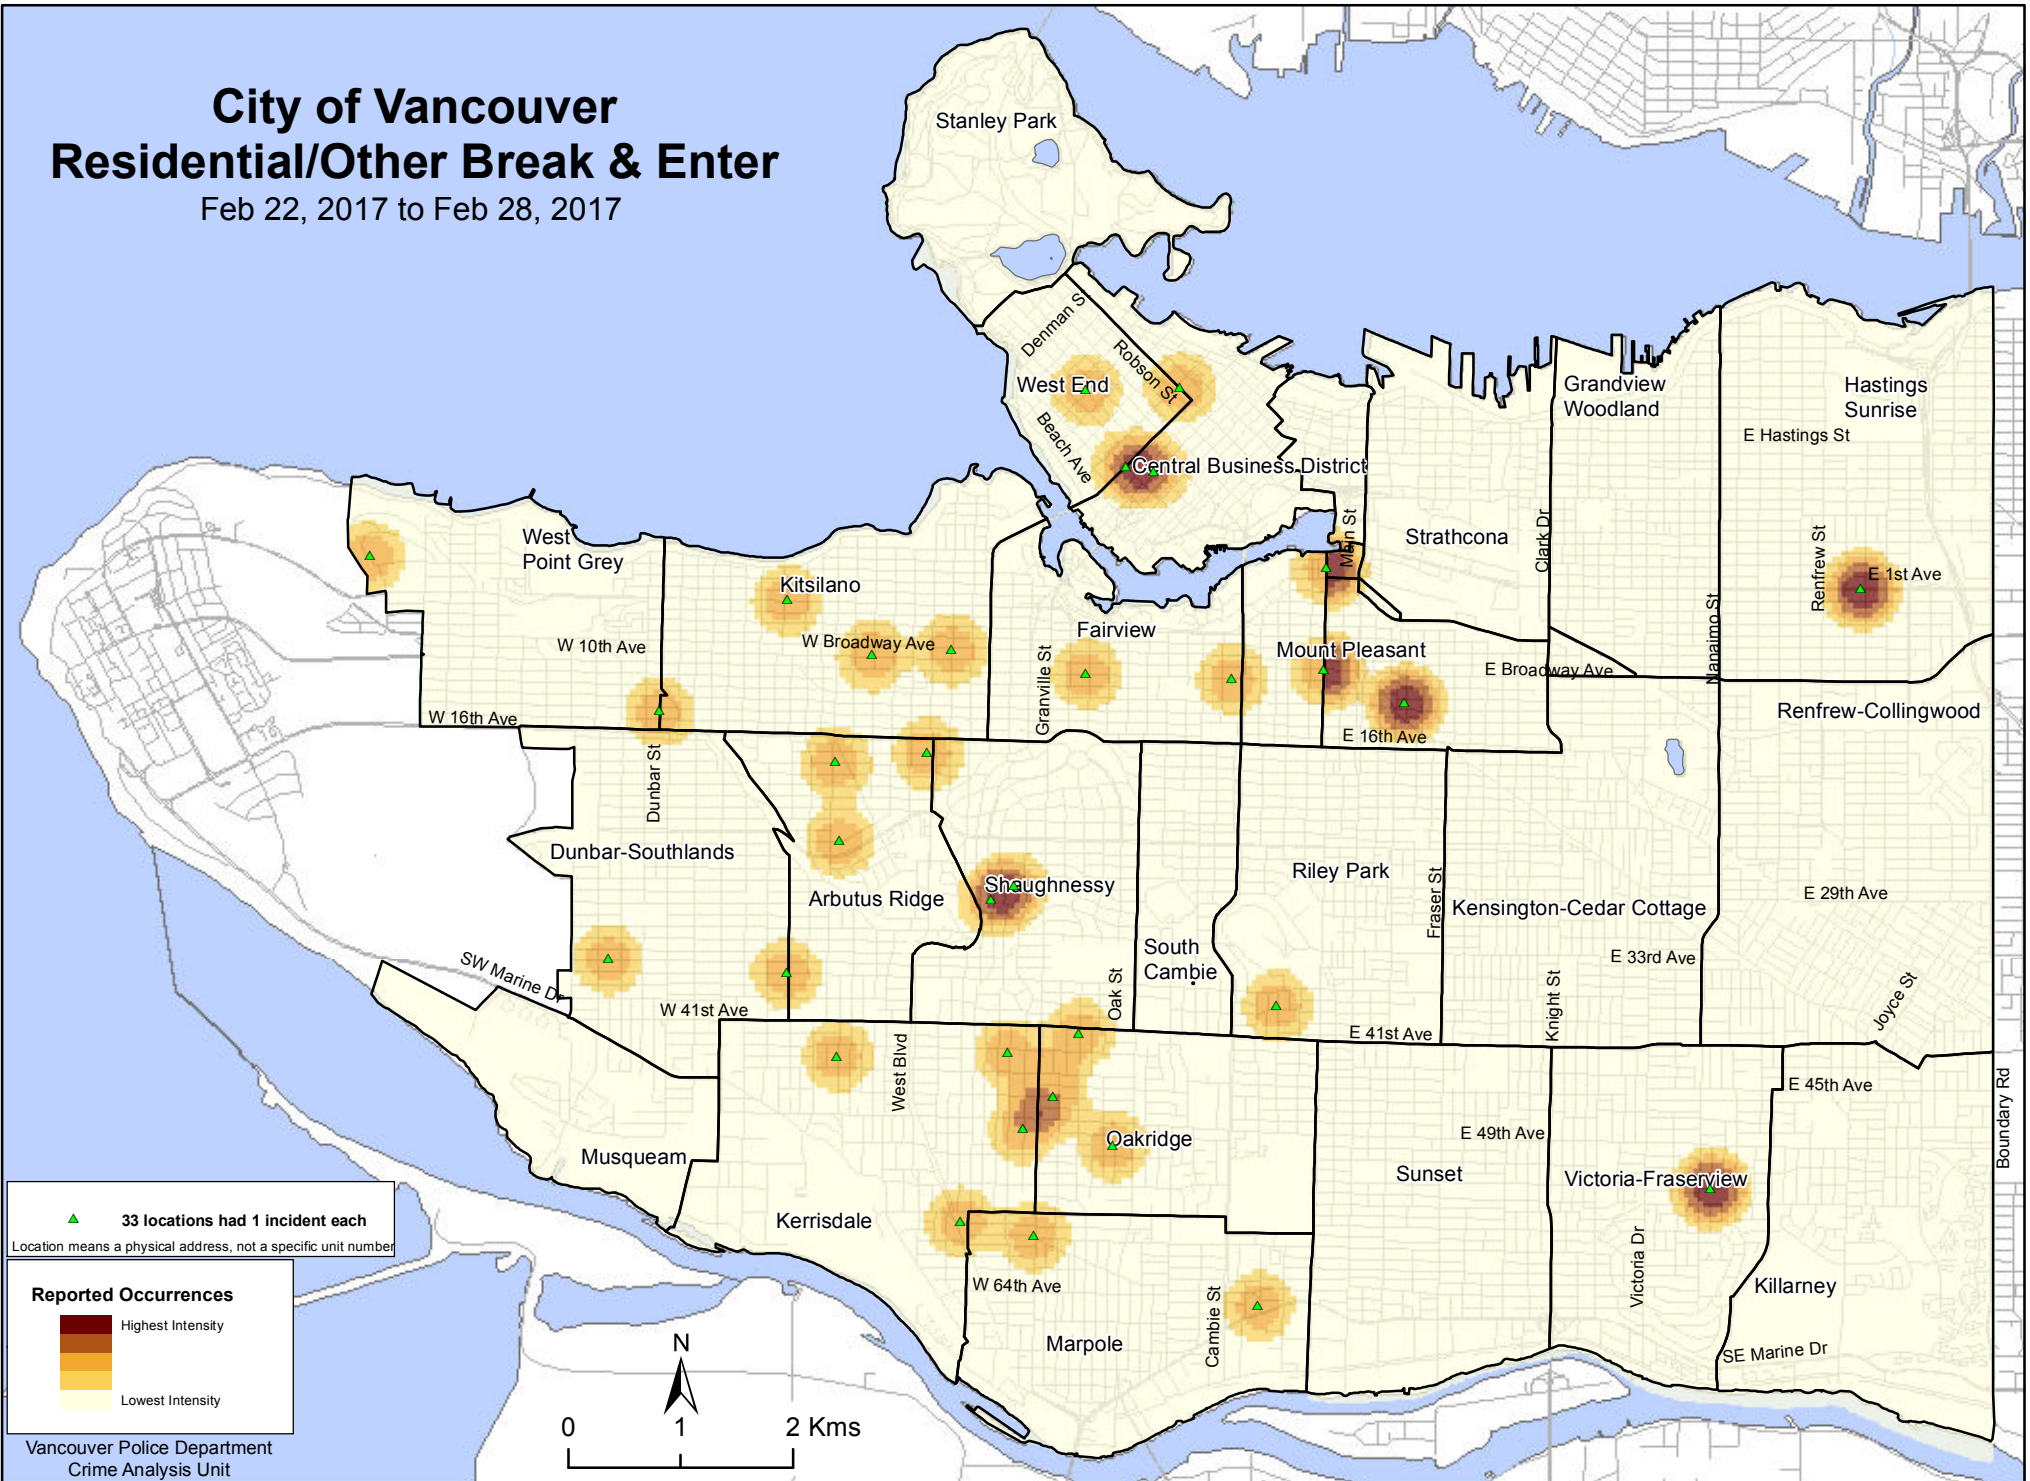 City of Vancouver
Residential/Other Break & Enter
Feb 22, 2017 to Feb 28, 2017
Stanley Park
Denman S
Robson St
West End
Beach Ave
Central Business District
Grandview
Woodland
Hastings
Sunrise
E Hastings St
Main St
Strathcona
Clark Dr
Nanaimo St
Renfrew St
E 1st Ave
West
Point Grey
Kitsilano
W 10th Ave
W Broadway Ave
Fairview
Granville St
Mount Pleasant
E Broadway Ave
W 16th Ave
E 16th Ave
Renfrew-Collingwood
Dunbar St
Dunbar-Southlands
Arbutus Ridge
Shaughnessy
Riley Park
Fraser St
Kensington-Cedar Cottage
E 29th Ave
South
Cambie
Oak St
E 33rd Ave
SW Marine Dr
W 41st Ave
E 41st Ave
Knight St
Joyce St
West Blvd
E 45th Ave
Boundary Rd
Oakridge
E 49th Ave
Musqueam
Sunset
Victoria-Fraserview
Kerrisdale
Victoria Dr
W 64th Ave
Killarney
Marpole
Cambie St
SE Marine Dr
33 locations had 1 incident each
Location means a physical address, not a specific unit number
Reported Occurrences
Highest Intensity
Lowest Intensity
Vancouver Police Department
Crime Analysis Unit
N
0 1 2 Kms